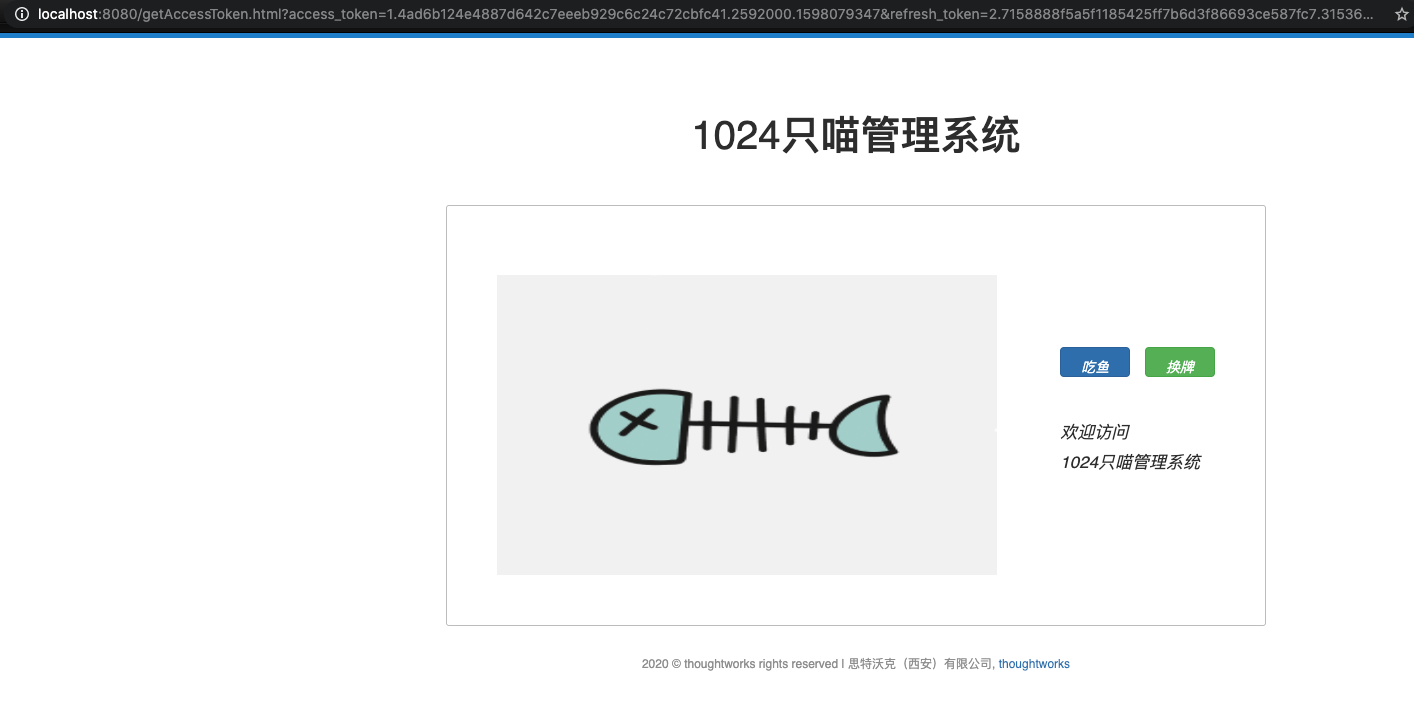 localhost:8080/getAccessToken.html?access_token=1.4ad6b124e4887d642c7eeeb929c6c24c72cbfc41.2592000.1598079347&refresh_token=2.7158888f5a5f1185425ff7b6d3f86693ce587fc7.31536...
1024只喵管理系统
吃鱼 换牌
欢迎访问
1024只喵管理系统
2020 © thoughtworks rights reserved I 思特沃克（西安）有限公司, thoughtworks